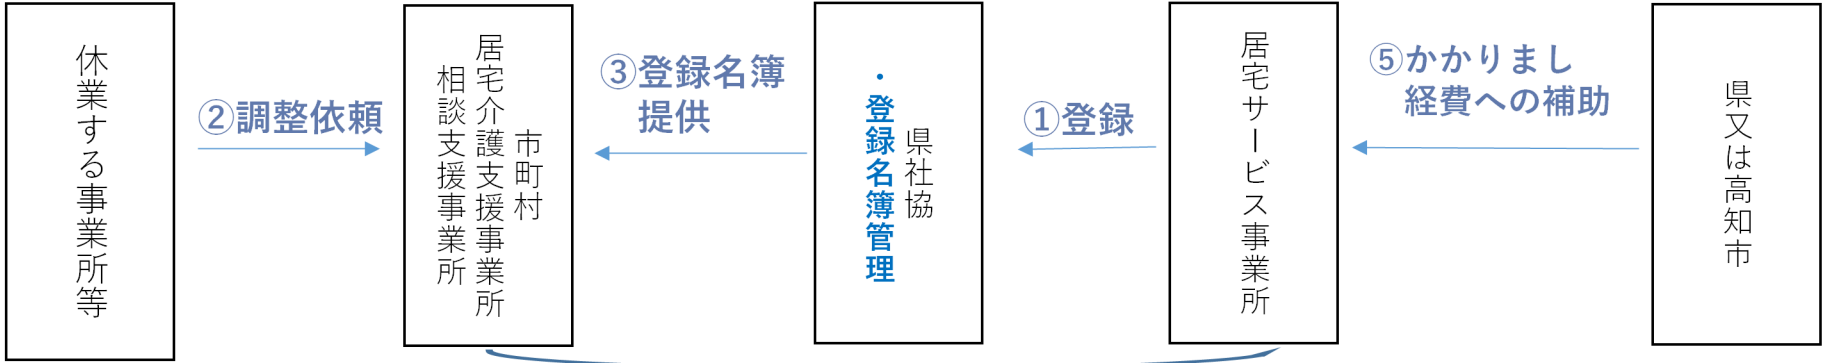 休業する事業所等
②調整依頼
市町村
居宅介護支援事業所
相談支援事業所
③登録名簿
提供
県社協
・登録名簿管理
①登録
居宅サービス事業所
⑤かかりまし
経費への補助
県又は高知市